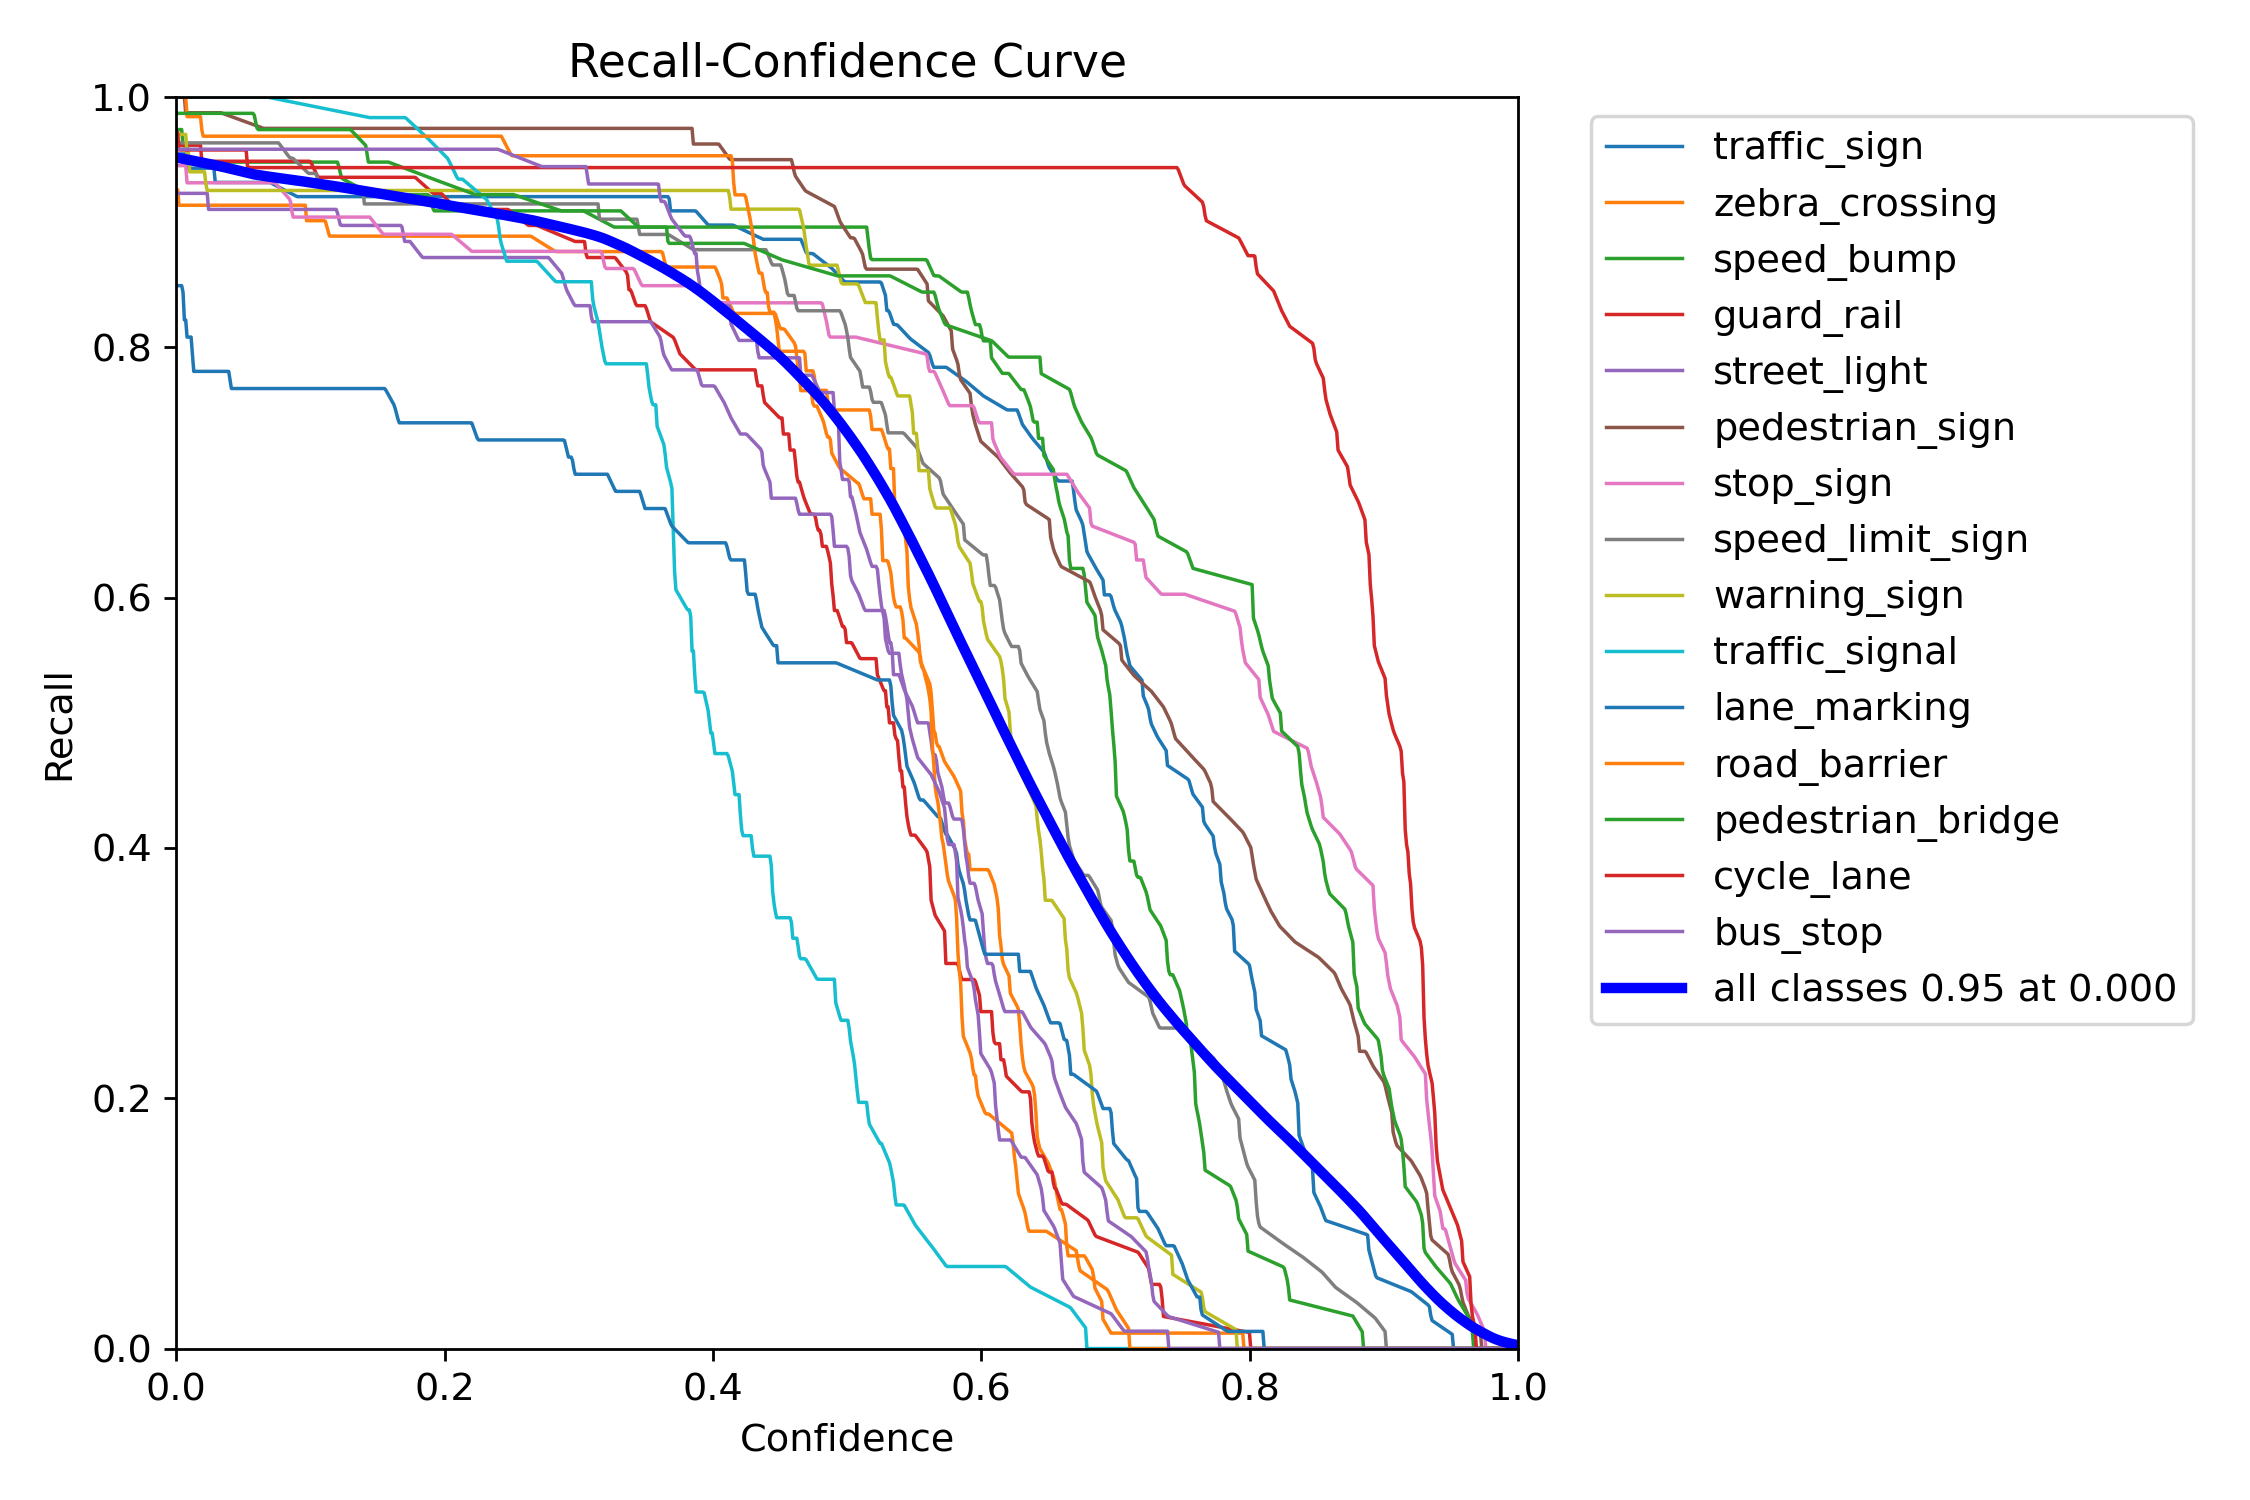 Recall-Confidence Curve
1.0
0.8
0.6
0.4
0.2
0.0
Recall
0.0 0.2 0.4 0.6 0.8 1.0
Confidence
traffic_sign
zebra_crossing
speed_bump
guard_rail
street_light
pedestrian_sign
stop_sign
speed_limit_sign
warning_sign
traffic_signal
lane_marking
road_barrier
pedestrian_bridge
cycle_lane
bus_stop
all classes 0.95 at 0.000